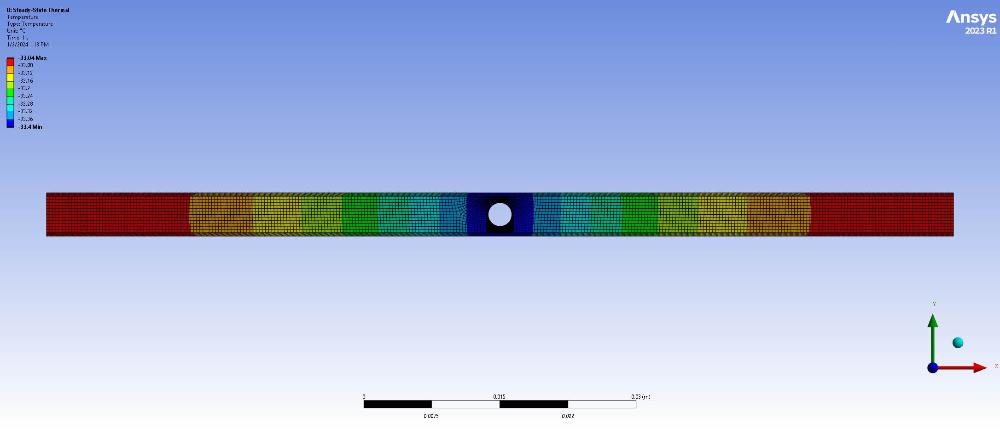 B: Steady-State Thermal
Temperature
Type: Temperature
Unit: °C
Time: 1 s
1/2/2024 1:13 PM
Ansys
2023 R1
-33.04 Max
-33.08
-33.12
-33.16
-33.2
-33.24
-33.28
-33.32
-33.36
-33.4 Min
Y
X
0 0.015 0.03 (m)
0.0075 0.022